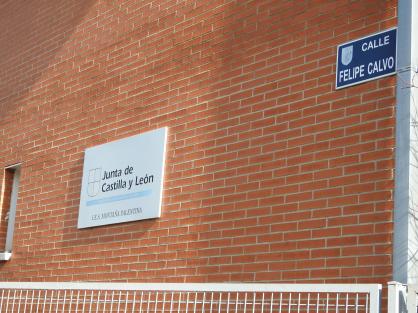 CALLE
FELIPE CALVO
Junta de
Castilla y León
I.E.S. MONTAÑA PALENTINA